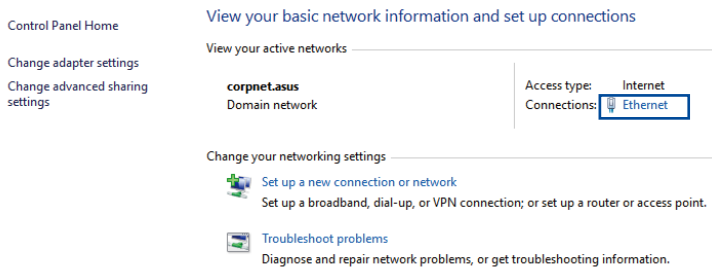 Control Panel Home
Change adapter settings
Change advanced sharing
settings
View your basic network information and set up connections
View your active networks
corpnet.asus
Domain network
Access type: Internet
Connections: Ethernet
Change your networking settings
Set up a new connection or network
Set up a broadband, dial-up, or VPN connection; or set up a router or access point.
Troubleshoot problems
Diagnose and repair network problems, or get troubleshooting information.